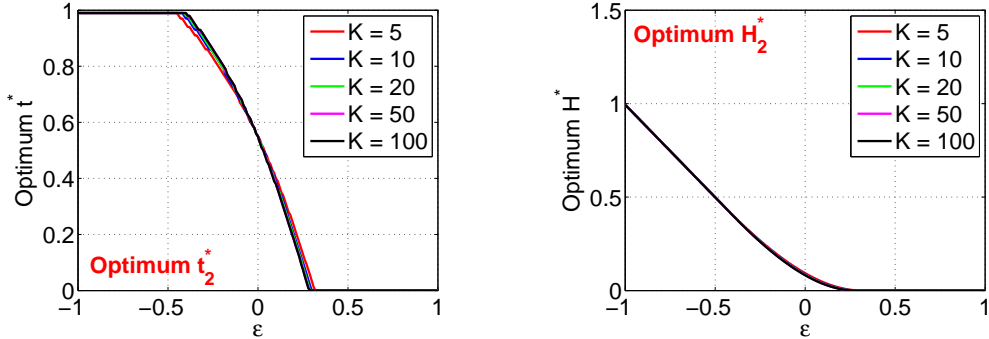 1
0.8
0.6
0.4
0.2
0
−1
−0.5
0
0.5
1
ε
Optimum t*
Optimum t₂*
K = 5
K = 10
K = 20
K = 50
K = 100
1.5
1
0.5
0
−1
−0.5
0
0.5
1
ε
Optimum H*
Optimum H₂*
K = 5
K = 10
K = 20
K = 50
K = 100